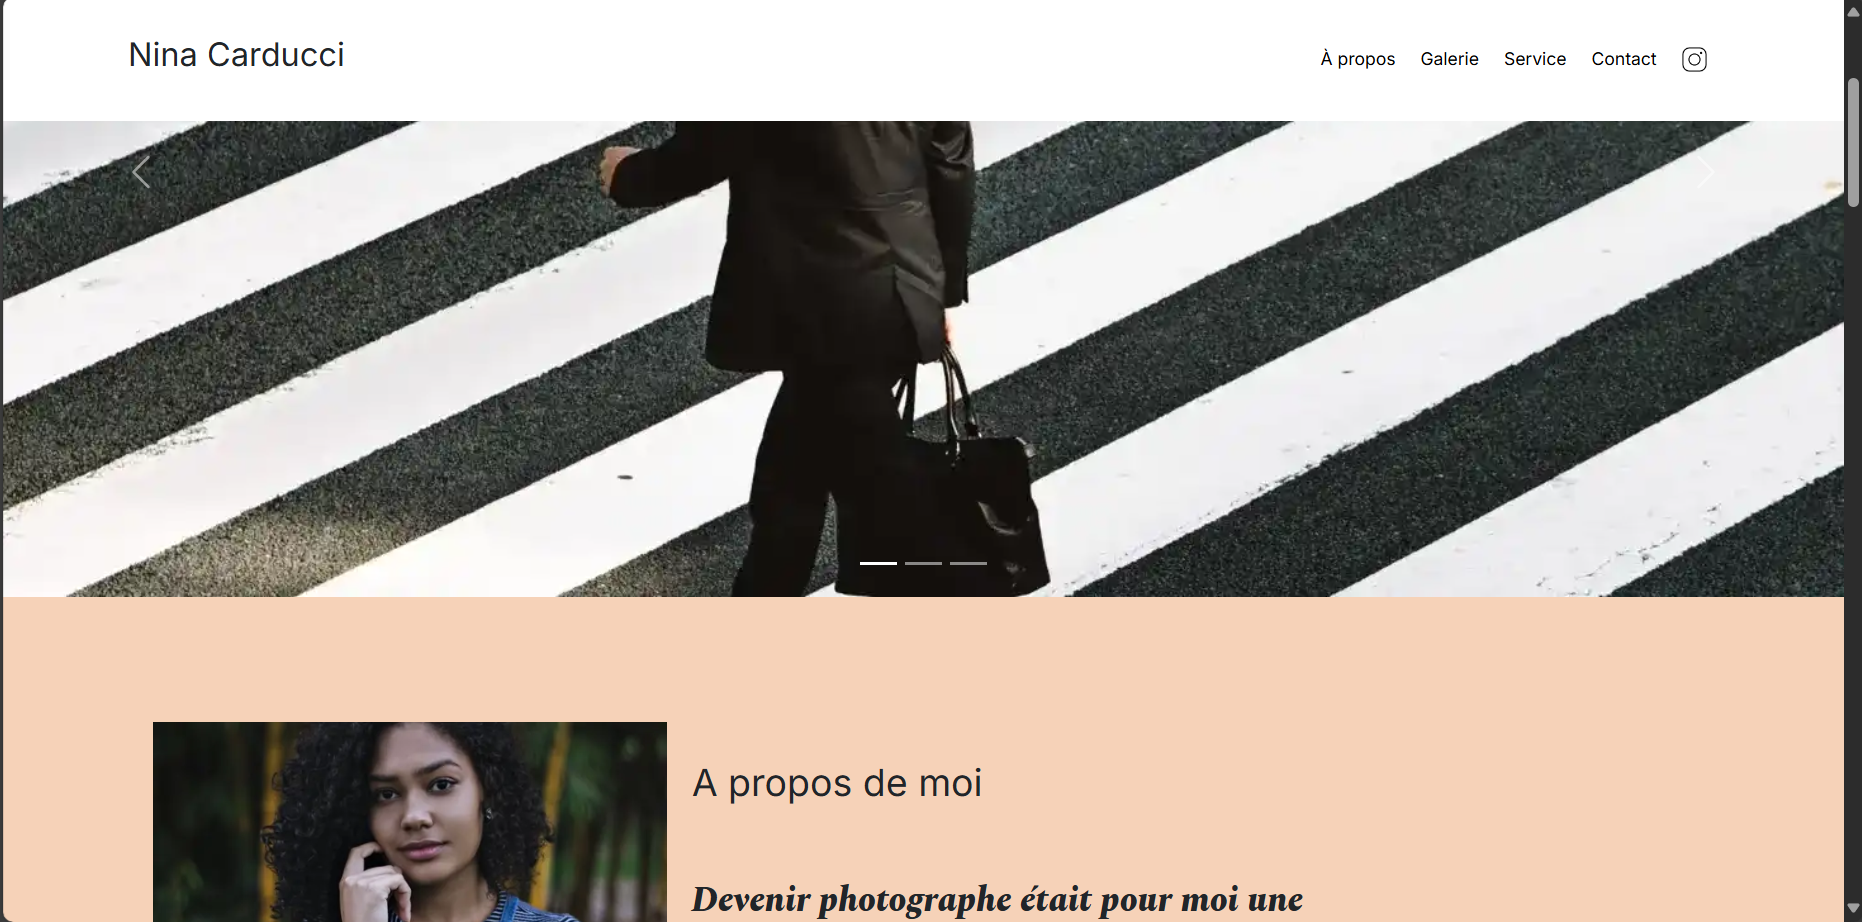 Nina Carducci
À propos
Galerie
Service
Contact
A propos de moi
Devenir photographe était pour moi une